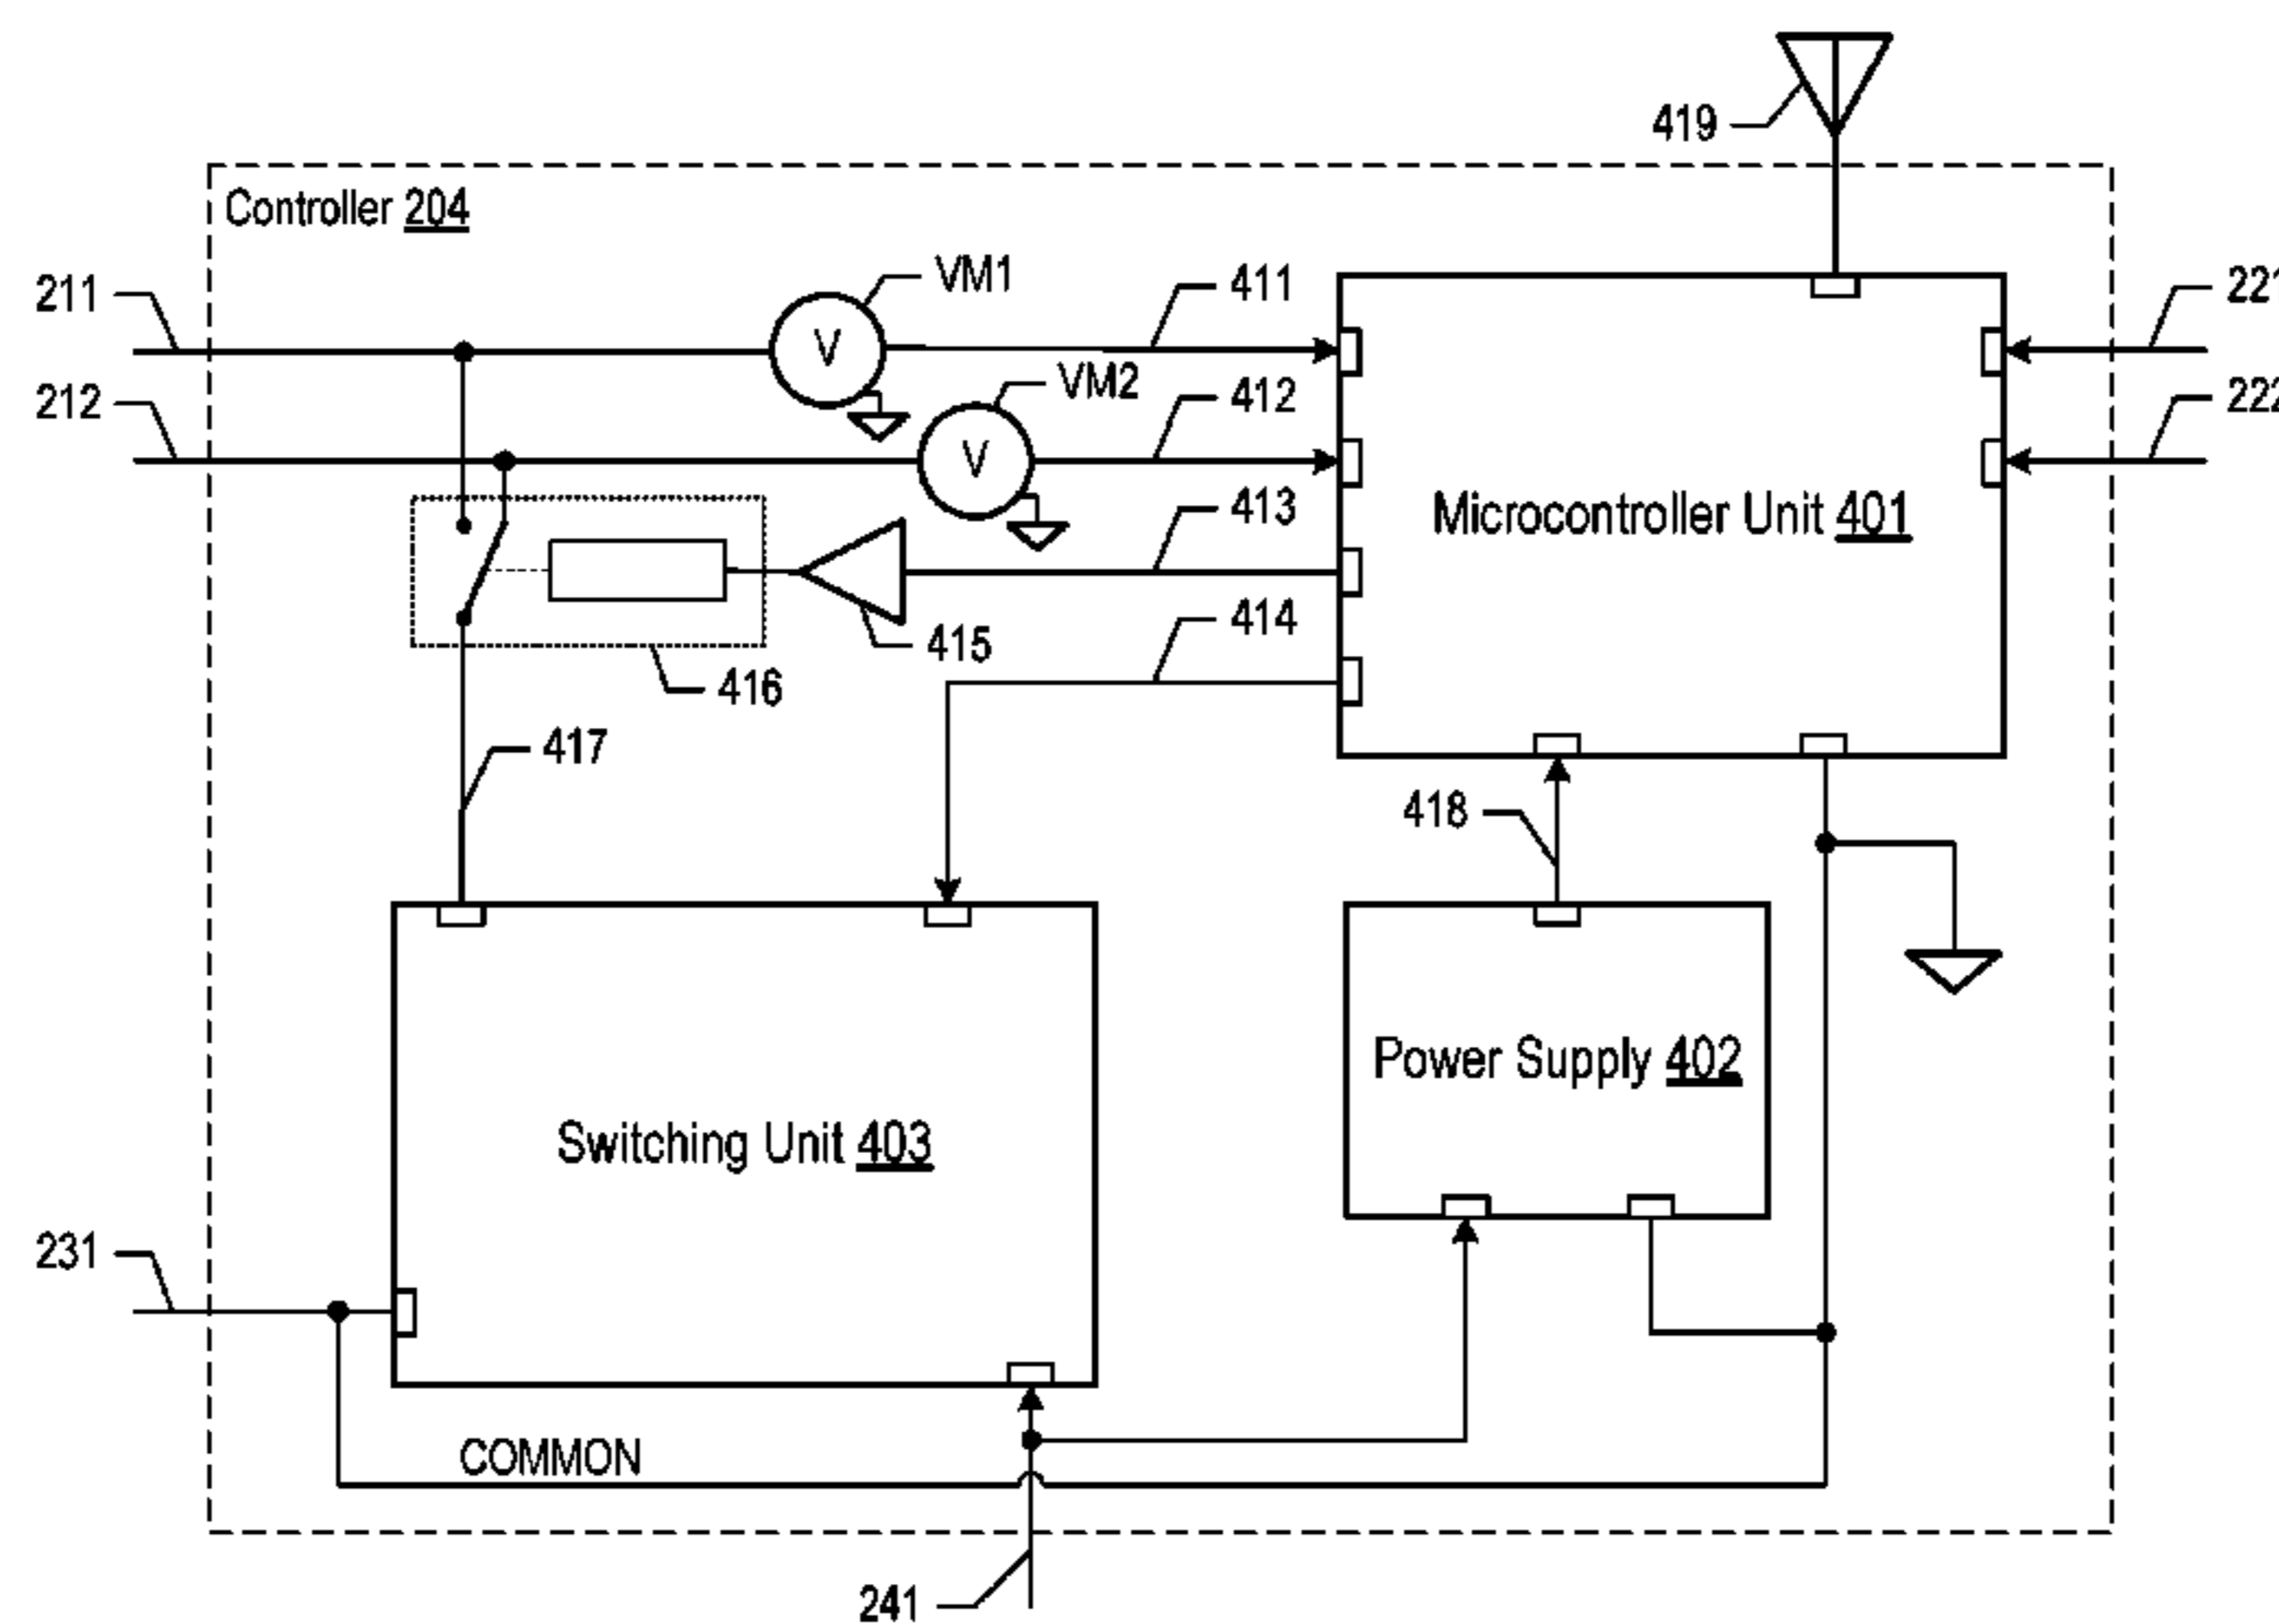 419
Controller 204
211
VM1
V
411
221
212
VM2
V
412
222
413
Microcontroller Unit 401
415
414
416
417
418
Power Supply 402
Switching Unit 403
231
COMMON
241